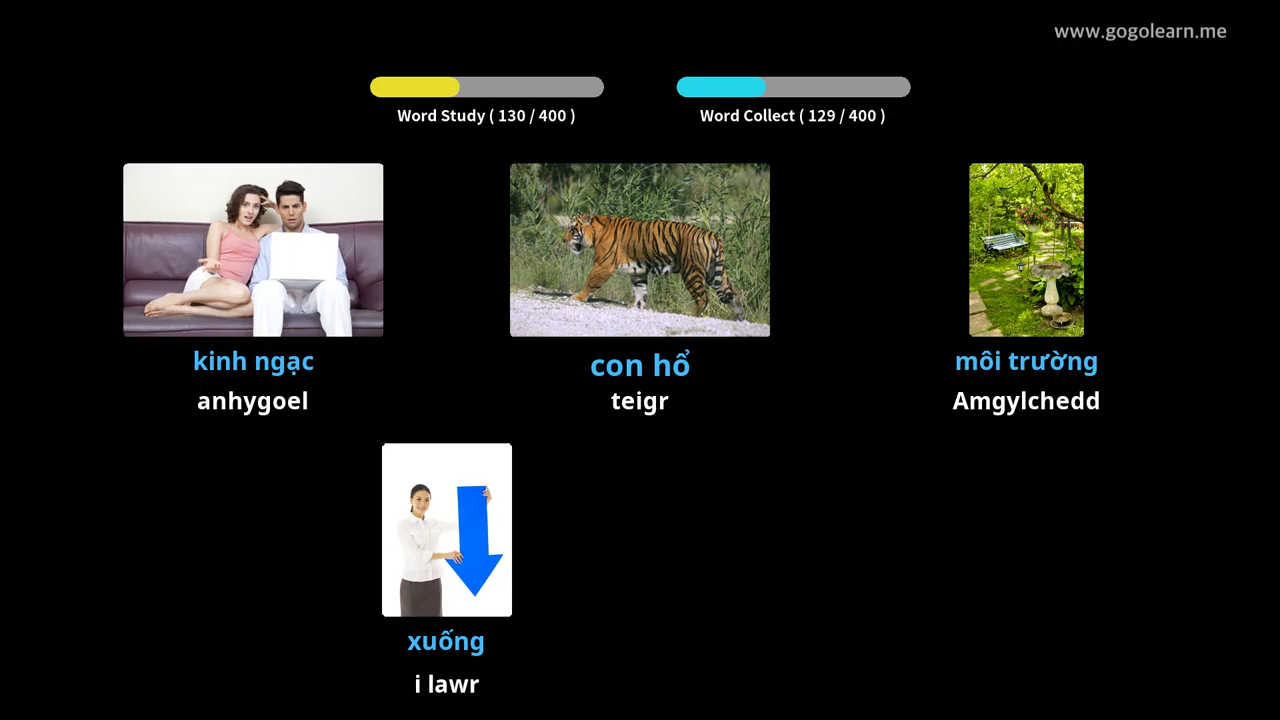 www.gogolearn.me
Word Study ( 130 / 400 )
Word Collect ( 129 / 400 )
kinh ngạc
con hổ
môi trường
anhygoel
teigr
Amgylchedd
xuống
i lawr